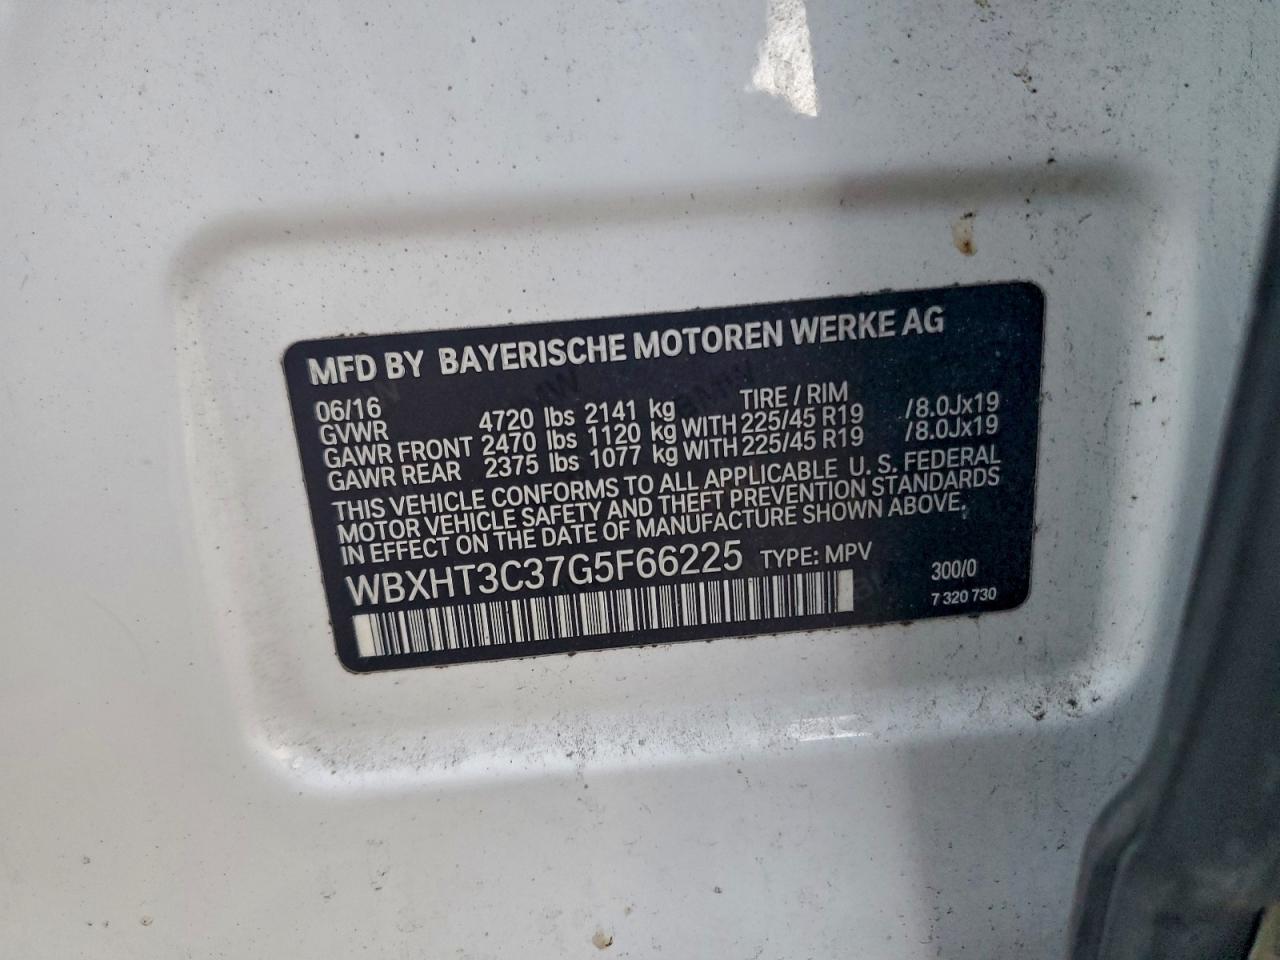 MFD BY BAYERISCHE MOTOREN WERKE AG
06/16 TIRE / RIM
GVWR 4720 lbs 2141 kg
GAWR FRONT 2470 lbs 1120 kg WITH 225/45 R19 /8.0Jx19
GAWR REAR 2375 lbs 1077 kg WITH 225/45 R19 /8.0Jx19
THIS VEHICLE CONFORMS TO ALL APPLICABLE U. S. FEDERAL
MOTOR VEHICLE SAFETY AND THEFT PREVENTION STANDARDS
IN EFFECT ON THE DATE OF MANUFACTURE SHOWN ABOVE.
WBXHT3C37G5F66225 TYPE: MPV
300/0
7 320 730